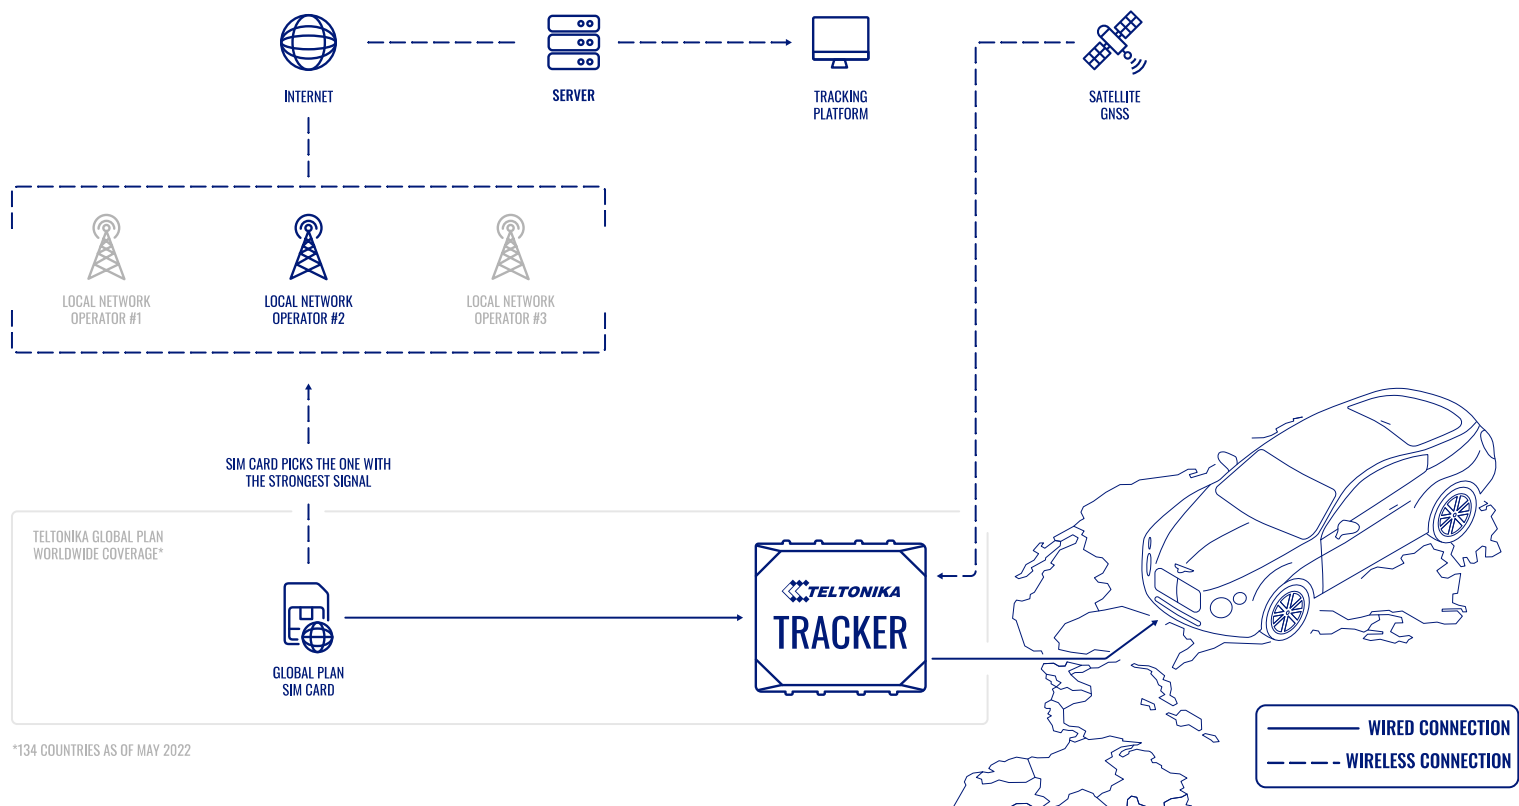 INTERNET
SERVER
TRACKING
PLATFORM
SATELLITE
GNSS
LOCAL NETWORK
OPERATOR #1
LOCAL NETWORK
OPERATOR #2
LOCAL NETWORK
OPERATOR #3
SIM CARD PICKS THE ONE WITH
THE STRONGEST SIGNAL
TELTONIKA GLOBAL PLAN
WORLDWIDE COVERAGE*
TELTONIKA
TRACKER
GLOBAL PLAN
SIM CARD
WIRED CONNECTION
WIRELESS CONNECTION
*134 COUNTRIES AS OF MAY 2022